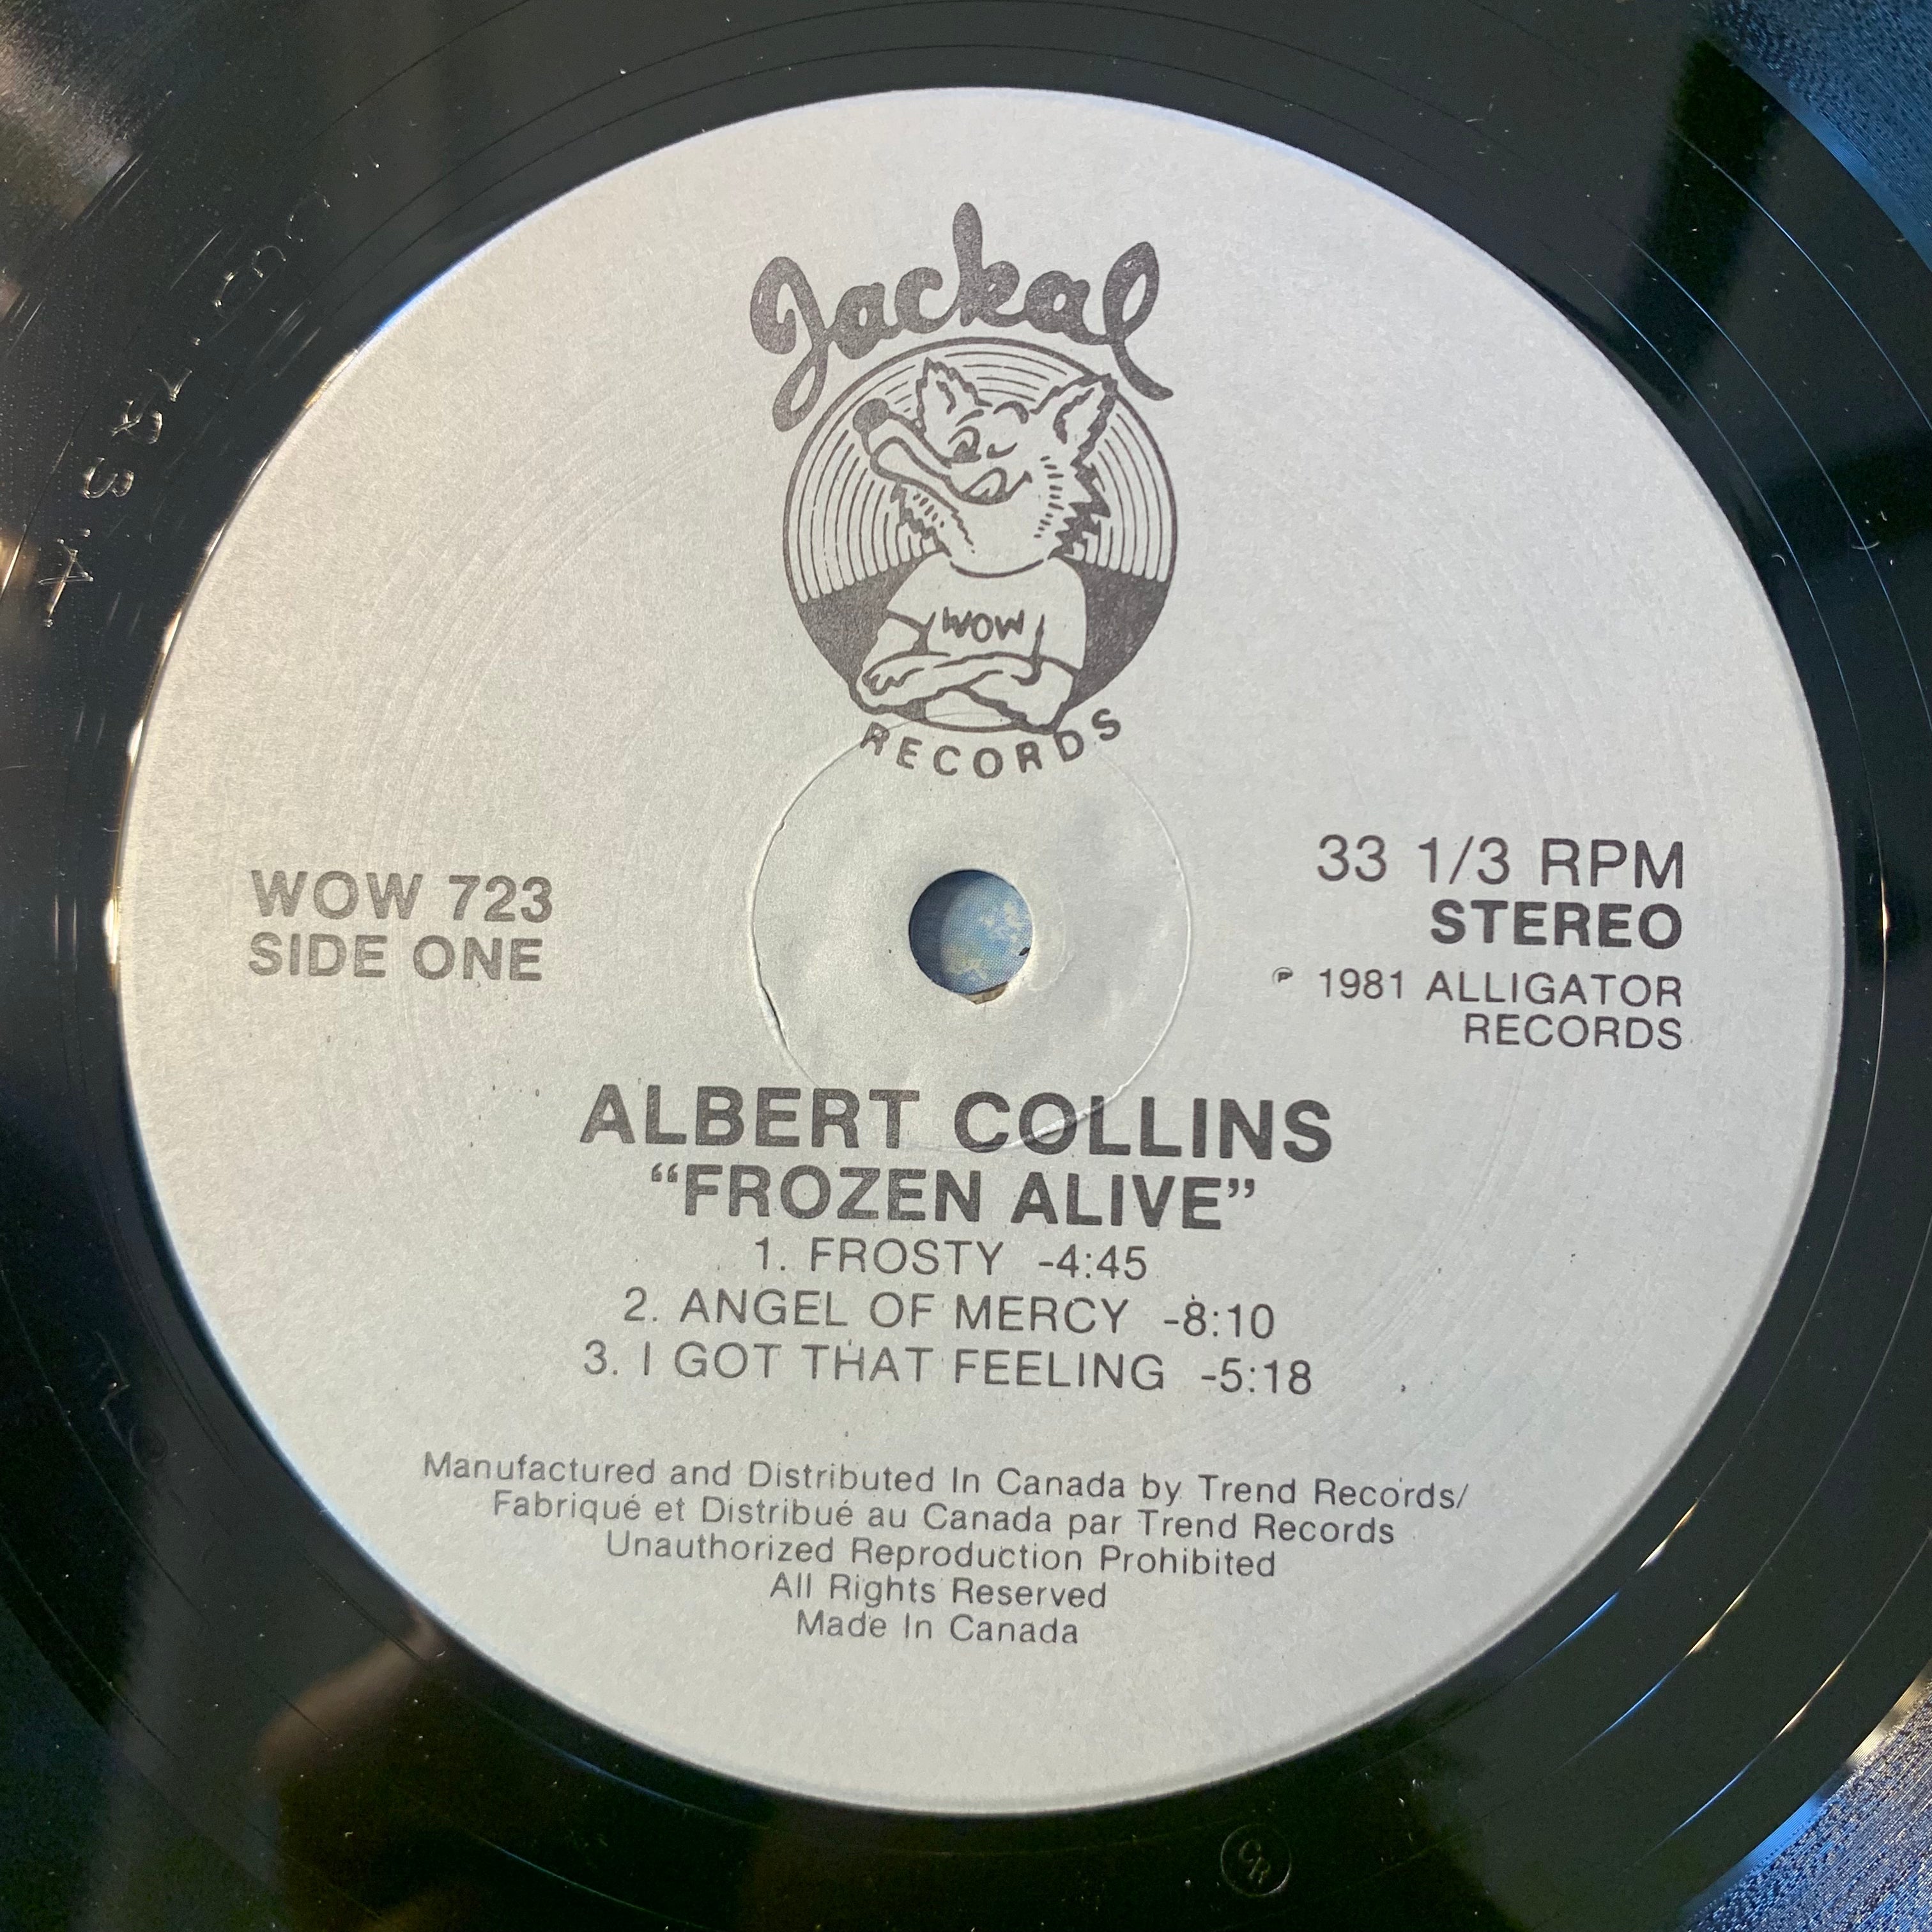 Jackal
WOW
RECORDS
WOW 723
SIDE ONE
33 1/3 RPM
STEREO
℗ 1981 ALLIGATOR
RECORDS
ALBERT COLLINS
“FROZEN ALIVE”
1. FROSTY -4:45
2. ANGEL OF MERCY -8:10
3. I GOT THAT FEELING -5:18
Manufactured and Distributed In Canada by Trend Records/
Fabriqué et Distribué au Canada par Trend Records
Unauthorized Reproduction Prohibited
All Rights Reserved
Made In Canada
CR